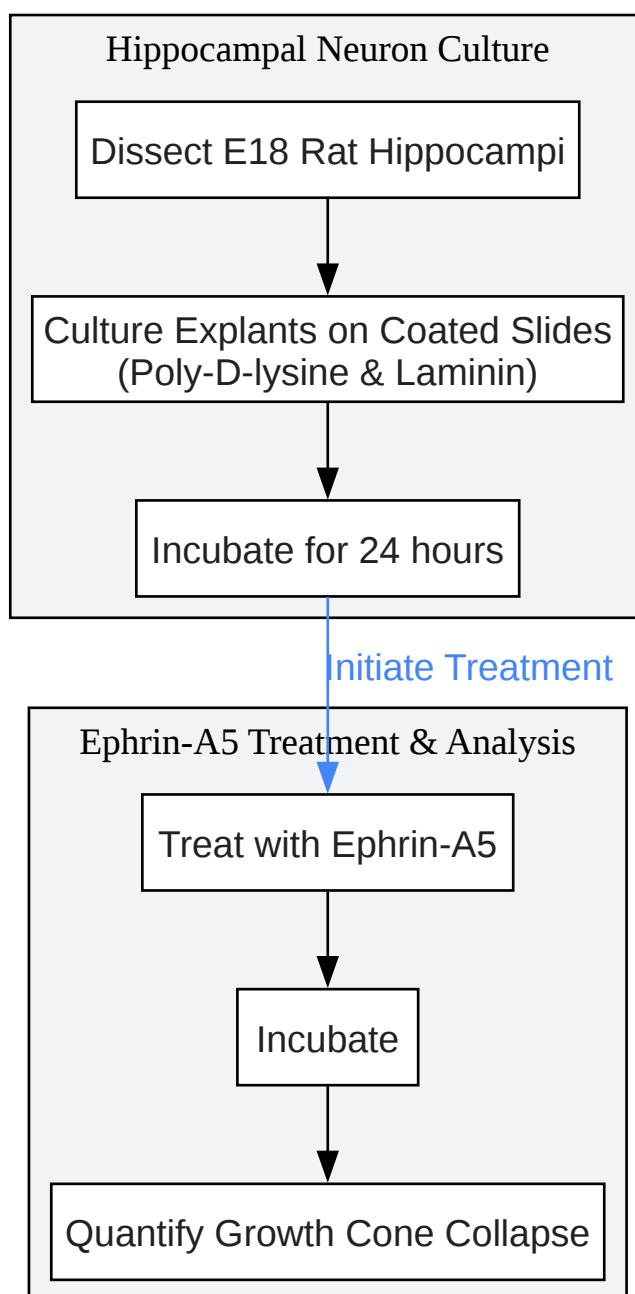 Hippocampal Neuron Culture
Dissect E18 Rat Hippocampi
Culture Explants on Coated Slides
(Poly-D-lysine & Laminin)
Incubate for 24 hours
Initiate Treatment
Ephrin-A5 Treatment & Analysis
Treat with Ephrin-A5
Incubate
Quantify Growth Cone Collapse